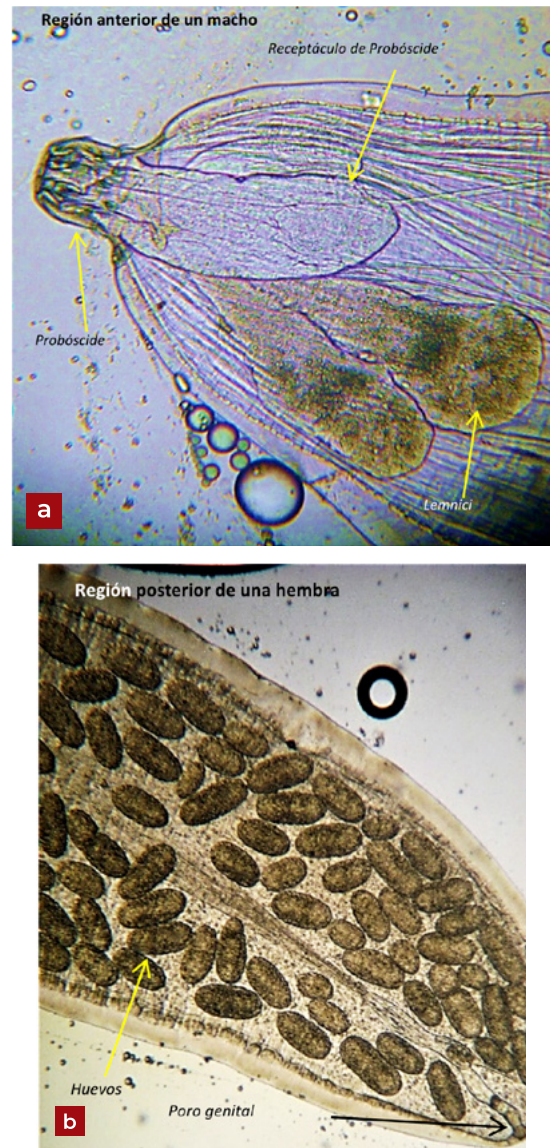 Región anterior de un macho
Receptáculo de Probóscide
Probóscide
Lemnici
a
Región posterior de una hembra
Huevos
Poro genital
b